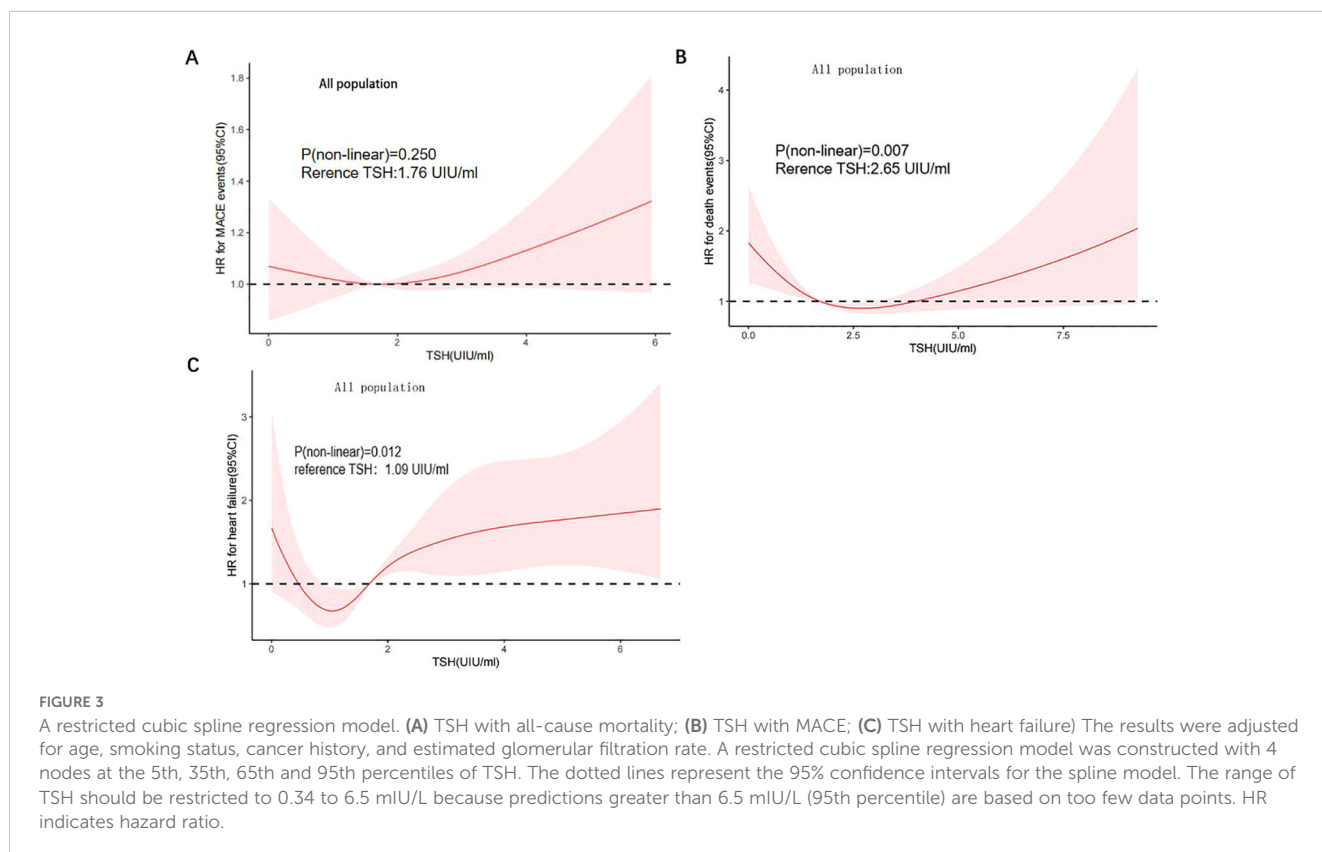 A
All population
P(non-linear)=0.250
Rerence TSH:1.76 UIU/ml
HR for MACE events(95%CI)
1.8
1.6
1.4
1.2
1.0
0
2
4
6
TSH(UIU/ml)
B
All population
P(non-linear)=0.007
Rerence TSH:2.65 UIU/ml
HR for death events(95%CI)
4
3
2
1
0.0
2.5
5.0
7.5
TSH(UIU/ml)
C
All population
P(non-linear)=0.012
reference TSH: 1.09 UIU/ml
HR for heart failure(95%CI)
3
2
1
0
2
4
6
TSH(UIU/ml)
FIGURE 3
A restricted cubic spline regression model. (A) TSH with all-cause mortality; (B) TSH with MACE; (C) TSH with heart failure) The results were adjusted
for age, smoking status, cancer history, and estimated glomerular filtration rate. A restricted cubic spline regression model was constructed with 4
nodes at the 5th, 35th, 65th and 95th percentiles of TSH. The dotted lines represent the 95% confidence intervals for the spline model. The range of
TSH should be restricted to 0.34 to 6.5 mIU/L because predictions greater than 6.5 mIU/L (95th percentile) are based on too few data points. HR
indicates hazard ratio.